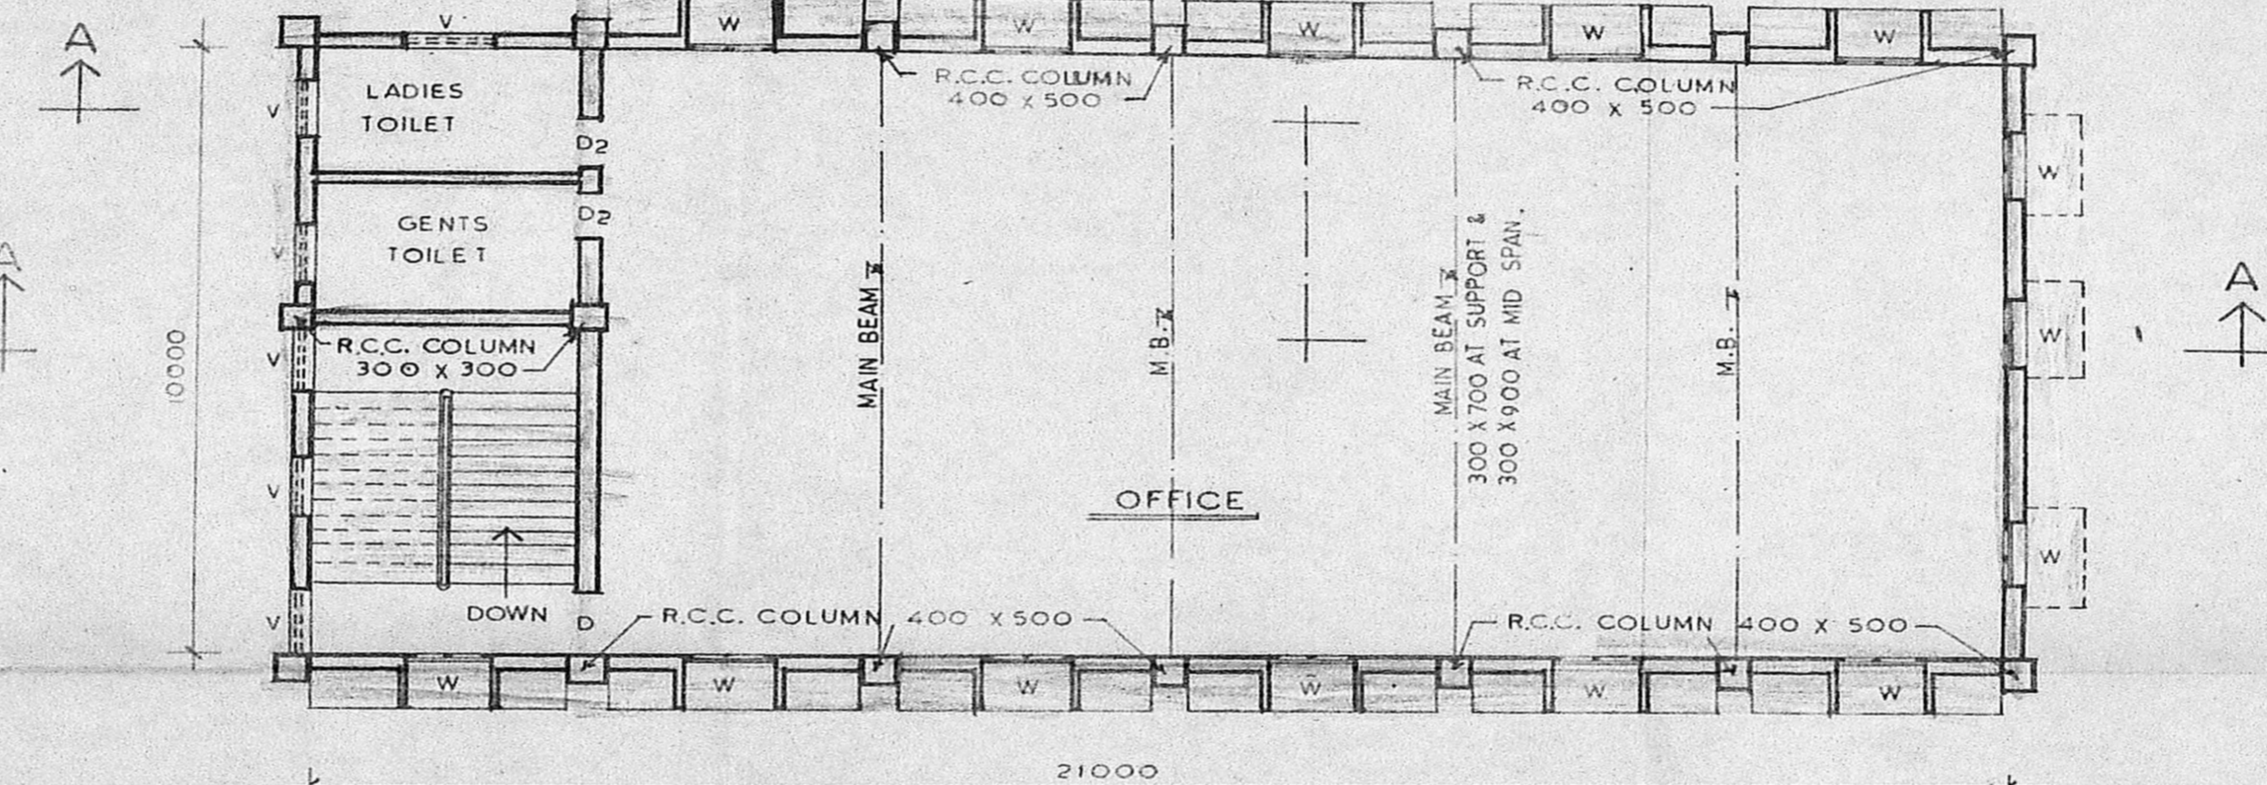 V
A
W
W
W
W
W
LADIES
TOILET
R.C.C. COLUMN
400 X 500
R.C.C. COLUMN
400 X 500
V
D2
W
GENTS
TOILET
D2
V
A
A
MAIN BEAM
M.B.
MAIN BEAM
300 X 700 AT SUPPORT &
300 X 900 AT MID SPAN.
M.B.
W
10000
R.C.C. COLUMN
300 X 300
V
V
OFFICE
W
DOWN
D
V
R.C.C. COLUMN 400 X 500
R.C.C. COLUMN 400 X 500
W
W
W
W
W
W
21000